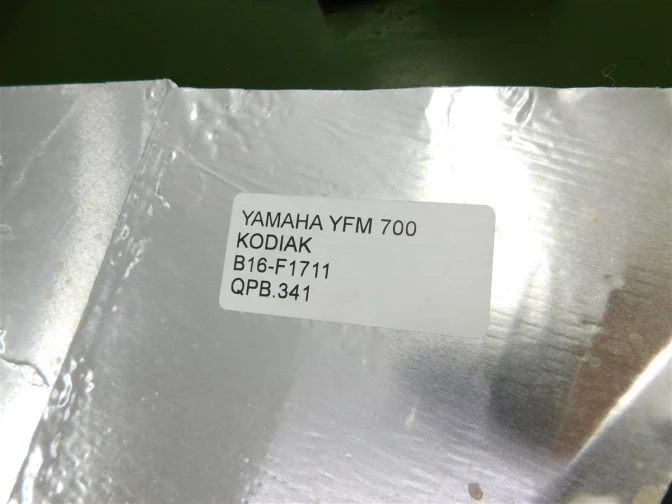 YAMAHA YFM 700
KODIAK
B16-F1711
QPB.341